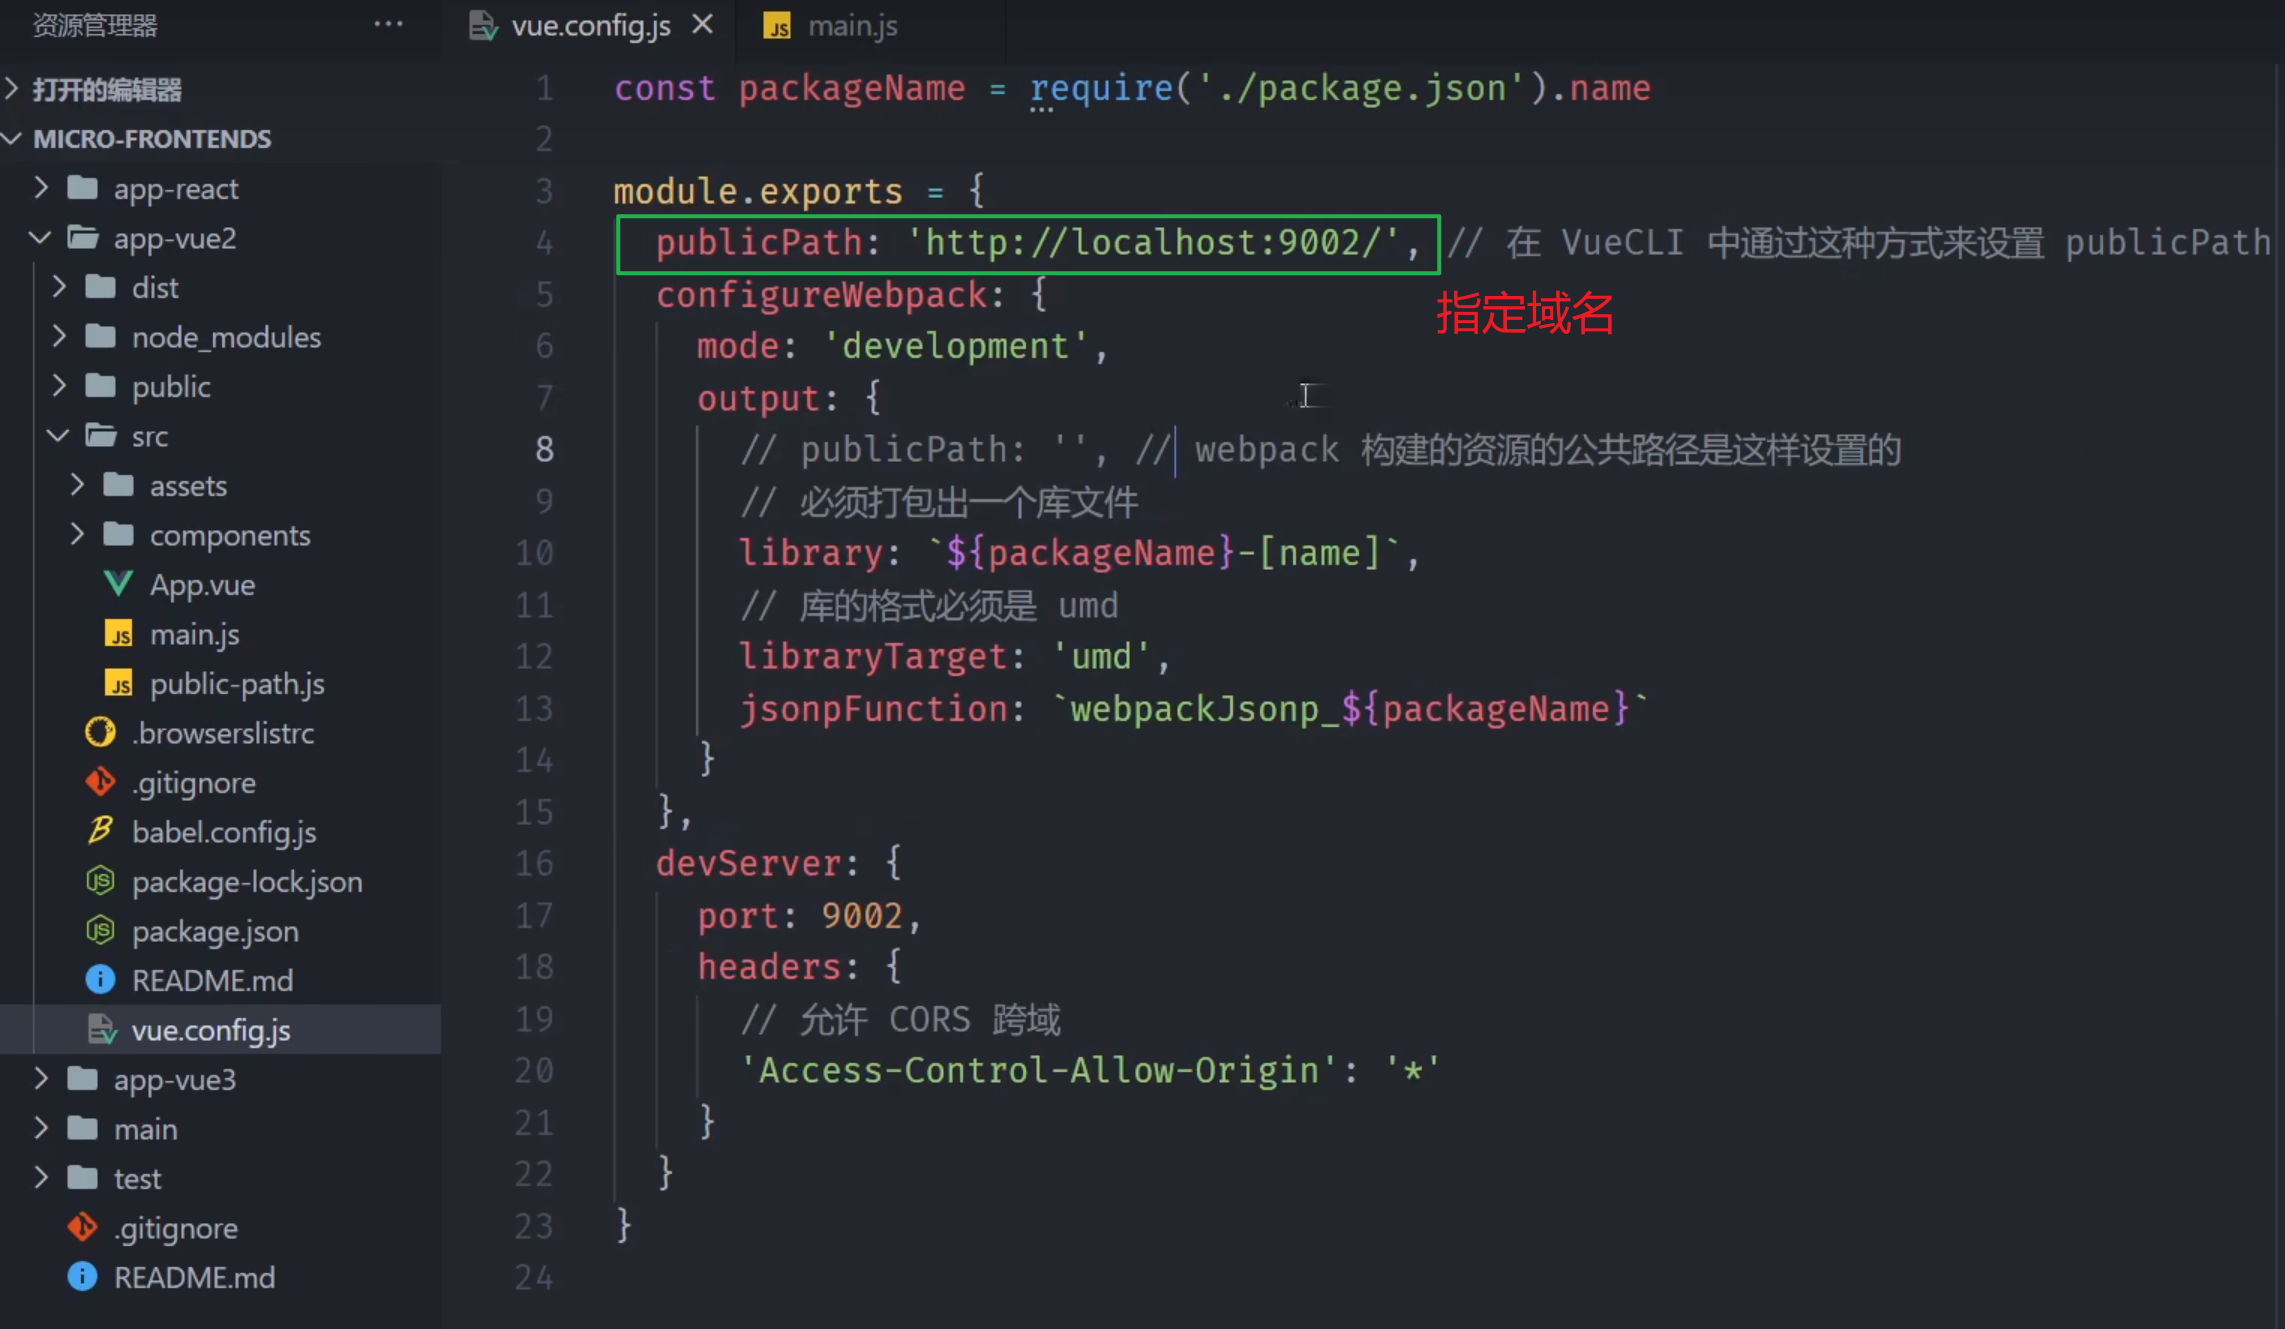 资源管理器 ···
打开的编辑器
MICRO-FRONTENDS
app-react
app-vue2
dist
node_modules
public
src
assets
components
App.vue
main.js
public-path.js
.browserslistrc
.gitignore
babel.config.js
package-lock.json
package.json
README.md
vue.config.js
app-vue3
main
test
.gitignore
README.md
vue.config.js × JS main.js
1 const packageName = require('./package.json').name
2
3 module.exports = {
4 publicPath: 'http://localhost:9002/', // 在 VueCLI 中通过这种方式来设置 publicPath
5 configureWebpack: {
指定域名
6 mode: 'development',
7 output: {
8 // publicPath: '', // webpack 构建的资源的公共路径是这样设置的
9 // 必须打包出一个库文件
10 library: `${packageName}-[name]`,
11 // 库的格式必须是 umd
12 libraryTarget: 'umd',
13 jsonpFunction: `webpackJsonp_${packageName}`
14 }
15 },
16 devServer: {
17 port: 9002,
18 headers: {
19 // 允许 CORS 跨域
20 'Access-Control-Allow-Origin': '*'
21 }
22 }
23 }
24